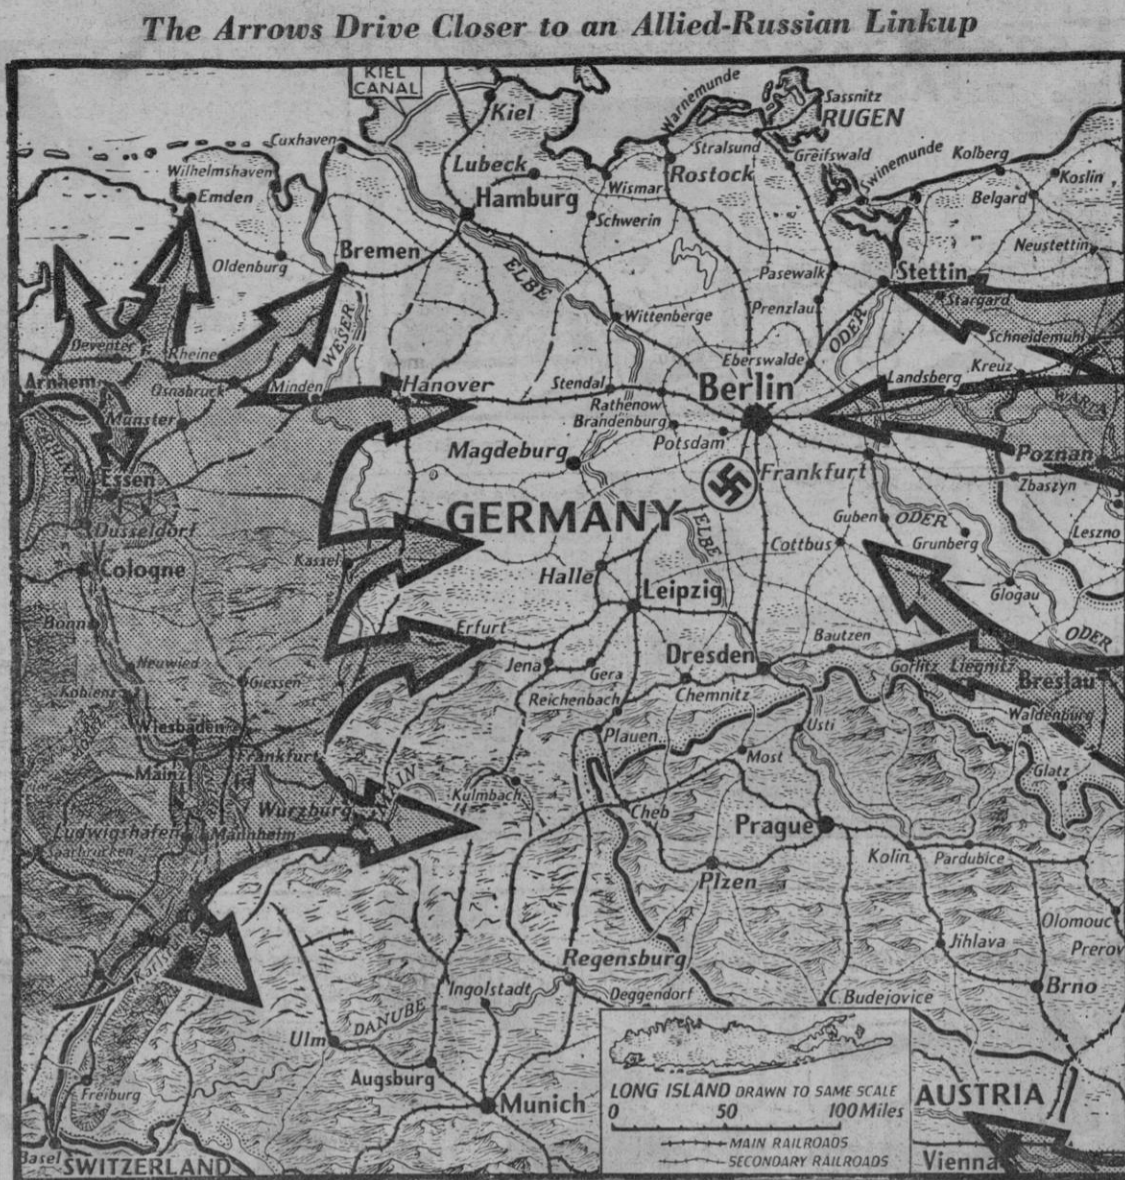 The Arrows Drive Closer to an Allied-Russian Linkup
KIEL
CANAL
Kiel
Cuxhaven
Lubeck
Wilhelmshaven
Emden
Hamburg
Warnemunde
Sassnitz
RUGEN
Stralsund
Greifswald
Rostock
Wismar
Schwerin
Swinemunde
Kolberg
Koslin
Belgard
Neustettin
Oldenburg
Bremen
ELBE
Pasewalk
Stettin
Stargard
Prenzlau
Wittenberge
WESER
ODER
Schneidemuhl
Deventer
Rheine
Eberswalde
Arnhem
Osnabruck
Minden
Hanover
Stendal
Rathenow
Berlin
Landsberg
Kreuz
WARTA
Munster
Brandenburg
Potsdam
RHINE
Magdeburg
Frankfurt
Poznan
Zbaszyn
Essen
Dusseldorf
GERMANY
ELBE
Guben
ODER
Grunberg
Leszno
Cottbus
Cologne
Kassel
Halle
Leipzig
Glogau
Bonn
Erfurt
Bautzen
ODER
Neuwied
Giessen
Jena
Gera
Dresden
Gorlitz
Liegnitz
Breslau
Koblenz
Reichenbach
Chemnitz
Waldenburg
Wiesbaden
Frankfurt
Plauen
Usti
Most
Glatz
Mainz
MAIN
Kulmbach
Wurzburg
Cheb
Prague
Ludwigshafen
Mannheim
Saarbrucken
Plzen
Kolin
Pardubice
Olomouc
Prerov
Jihlava
Regensburg
Ingolstadt
Deggendorf
C. Budejovice
Brno
Ulm
DANUBE
Augsburg
Freiburg
Munich
LONG ISLAND DRAWN TO SAME SCALE
0 50 100 Miles
MAIN RAILROADS
SECONDARY RAILROADS
AUSTRIA
Vienna
Basel
SWITZERLAND